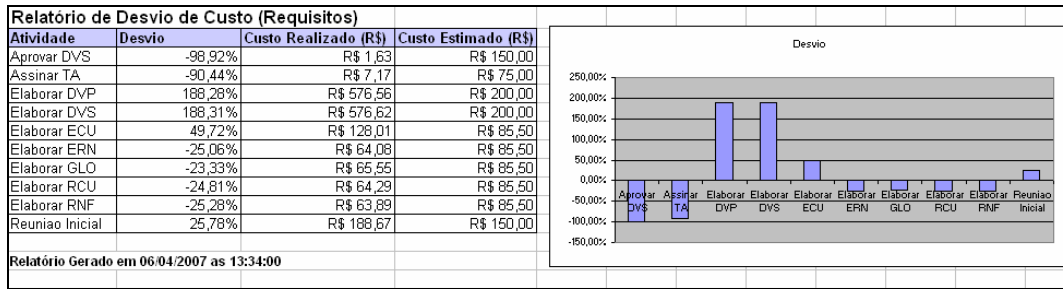 Relatório de Desvio de Custo (Requisitos)
Atividade Desvio Custo Realizado (R$) Custo Estimado (R$)
Aprovar DVS -98,92% R$ 1,63 R$ 150,00
Assinar TA -90,44% R$ 7,17 R$ 75,00
Elaborar DVP 188,28% R$ 576,56 R$ 200,00
Elaborar DVS 188,31% R$ 576,62 R$ 200,00
Elaborar ECU 49,72% R$ 128,01 R$ 85,50
Elaborar ERN -25,06% R$ 64,08 R$ 85,50
Elaborar GLO -23,33% R$ 65,55 R$ 85,50
Elaborar RCU -24,81% R$ 64,29 R$ 85,50
Elaborar RNF -25,28% R$ 63,89 R$ 85,50
Reuniao Inicial 25,78% R$ 188,67 R$ 150,00
Relatório Gerado em 06/04/2007 as 13:34:00
Desvio
250,00%
200,00%
150,00%
100,00%
50,00%
0,00%
-50,00%
-100,00%
-150,00%
Aprovar Assinar Elaborar Elaborar Elaborar Elaborar Elaborar Elaborar Elaborar Reuniao
DVS TA DVP DVS ECU ERN GLO RCU RNF Inicial